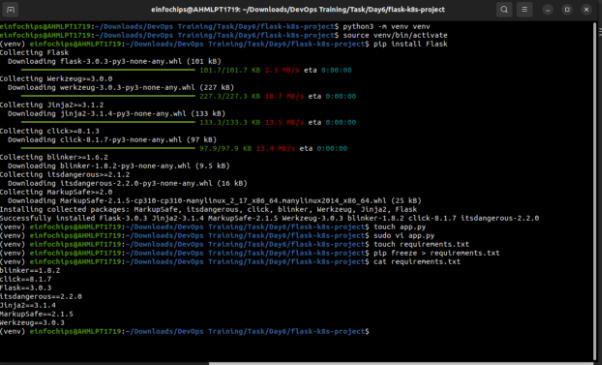 einfochips@AHMLPT1719: ~/Downloads/DevOps Training/Task/Day6/flask-k8s-project
einfochips@AHMLPT1719:~/Downloads/DevOps Training/Task/Day6/flask-k8s-project$ python3 -m venv venv
einfochips@AHMLPT1719:~/Downloads/DevOps Training/Task/Day6/flask-k8s-project$ source venv/bin/activate
(venv) einfochips@AHMLPT1719:~/Downloads/DevOps Training/Task/Day6/flask-k8s-project$ pip install Flask
Collecting Flask
Downloading flask-3.0.3-py3-none-any.whl (101 kB)
101.7/101.7 KB 2.3 MB/s eta 0:00:00
Collecting Werkzeug>=3.0.0
Downloading werkzeug-3.0.3-py3-none-any.whl (227 kB)
227.3/227.3 KB 10.7 MB/s eta 0:00:00
Collecting Jinja2>=3.1.2
Downloading jinja2-3.1.4-py3-none-any.whl (133 kB)
133.3/133.3 KB 13.1 MB/s eta 0:00:00
Collecting click>=8.1.3
Downloading click-8.1.7-py3-none-any.whl (97 kB)
97.9/97.9 KB 13.4 MB/s eta 0:00:00
Collecting blinker>=1.6.2
Downloading blinker-1.8.2-py3-none-any.whl (9.5 kB)
Collecting itsdangerous>=2.1.2
Downloading itsdangerous-2.2.0-py3-none-any.whl (16 kB)
Collecting MarkupSafe>=2.0
Downloading MarkupSafe-2.1.5-cp310-cp310-manylinux_2_17_x86_64.manylinux2014_x86_64.whl (25 kB)
Installing collected packages: MarkupSafe, itsdangerous, click, blinker, Werkzeug, Jinja2, Flask
Successfully installed Flask-3.0.3 Jinja2-3.1.4 MarkupSafe-2.1.5 Werkzeug-3.0.3 blinker-1.8.2 click-8.1.7 itsdangerous-2.2.0
(venv) einfochips@AHMLPT1719:~/Downloads/DevOps Training/Task/Day6/flask-k8s-project$ touch app.py
(venv) einfochips@AHMLPT1719:~/Downloads/DevOps Training/Task/Day6/flask-k8s-project$ sudo vi app.py
(venv) einfochips@AHMLPT1719:~/Downloads/DevOps Training/Task/Day6/flask-k8s-project$ touch requirements.txt
(venv) einfochips@AHMLPT1719:~/Downloads/DevOps Training/Task/Day6/flask-k8s-project$ pip freeze > requirements.txt
(venv) einfochips@AHMLPT1719:~/Downloads/DevOps Training/Task/Day6/flask-k8s-project$ cat requirements.txt
blinker==1.8.2
click==8.1.7
Flask==3.0.3
itsdangerous==2.2.0
Jinja2==3.1.4
MarkupSafe==2.1.5
Werkzeug==3.0.3
(venv) einfochips@AHMLPT1719:~/Downloads/DevOps Training/Task/Day6/flask-k8s-project$